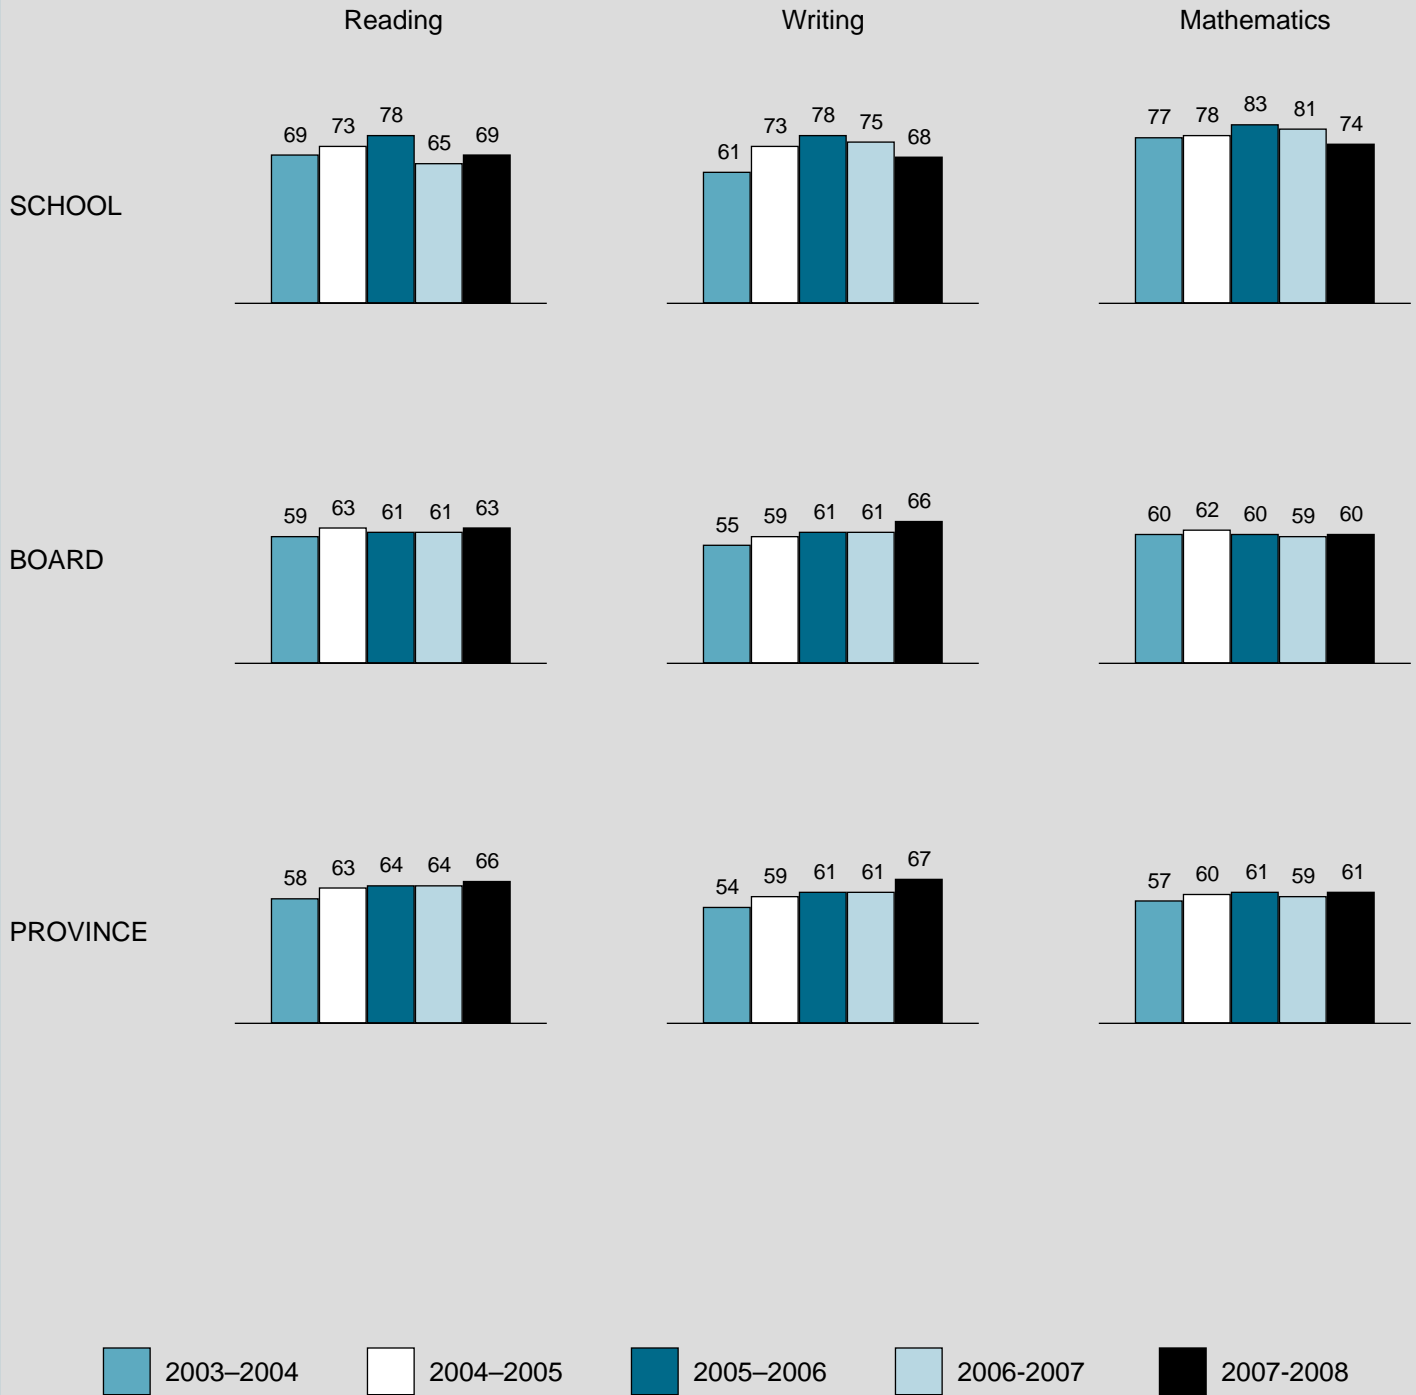 Reading Writing Mathematics
69 73 78 65 69 61 73 78 75 68 77 78 83 81 74
SCHOOL
59 63 61 61 63 55 59 61 61 66 60 62 60 59 60
BOARD
58 63 64 64 66 54 59 61 61 67 57 60 61 59 61
PROVINCE
2003–2004 2004–2005 2005–2006 2006-2007 2007-2008